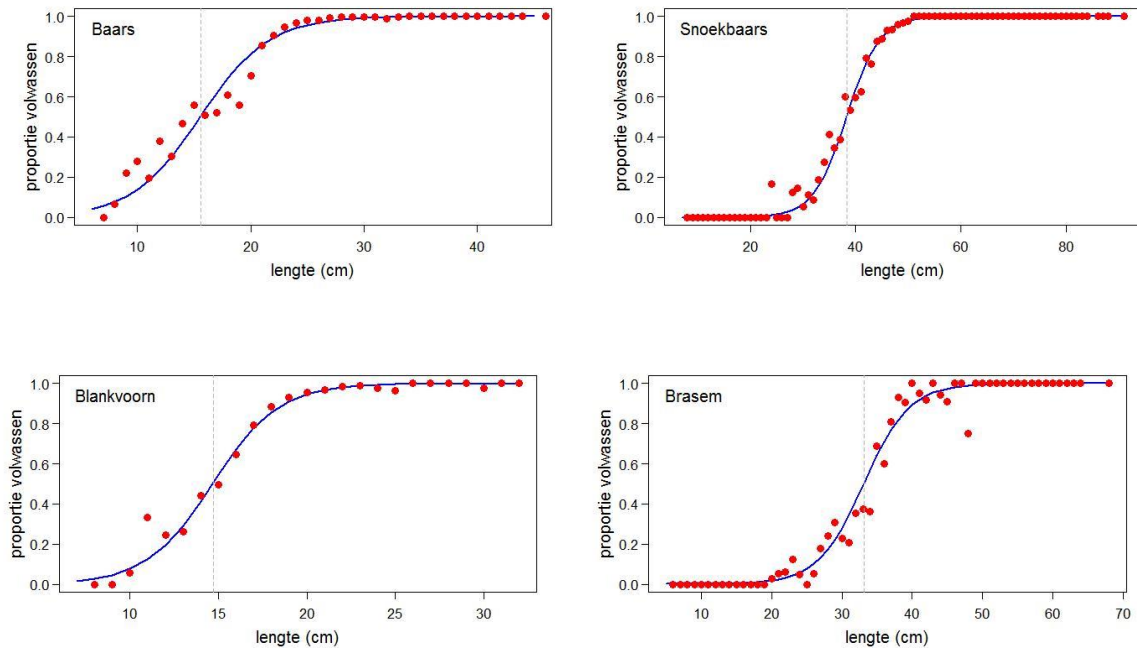 Baars
proportie volwassen
1.0
0.8
0.6
0.4
0.2
0.0
10 20 30 40
lengte (cm)
Snoekbaars
proportie volwassen
1.0
0.8
0.6
0.4
0.2
0.0
20 40 60 80
lengte (cm)
Blankvoorn
proportie volwassen
1.0
0.8
0.6
0.4
0.2
0.0
10 15 20 25 30
lengte (cm)
Brasem
proportie volwassen
1.0
0.8
0.6
0.4
0.2
0.0
10 20 30 40 50 60 70
lengte (cm)